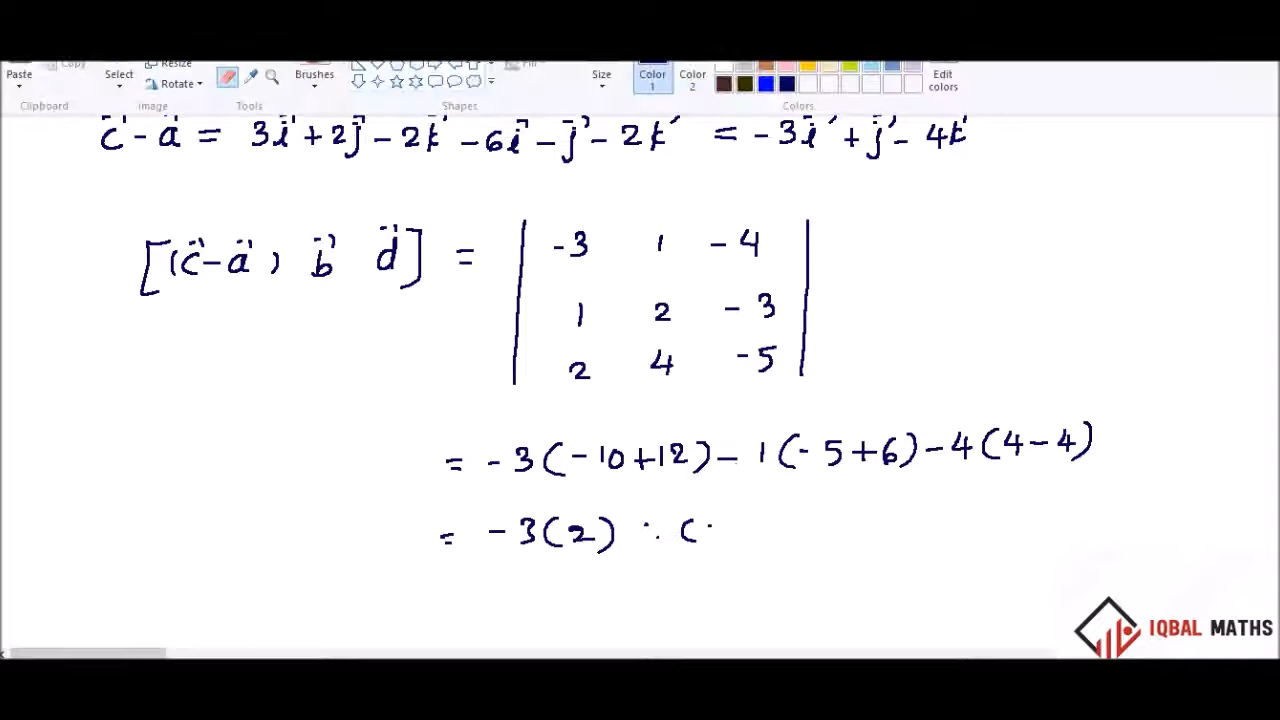 Paste Copy Select Resize Rotate Brushes Size Color 1 Color 2 Edit colors
Clipboard Image Tools Shapes Colors
c⃗ - a⃗ = 3i⃗ + 2j⃗ - 2k⃗ - 6i⃗ - j⃗ - 2k⃗ = -3i⃗ + j⃗ - 4k⃗
[(c⃗ - a⃗) b⃗ d⃗] =
-3 1 -4
1 2 -3
2 4 -5
= -3(-10+12) - 1(-5+6) - 4(4-4)
= -3(2)
IQBAL MATHS